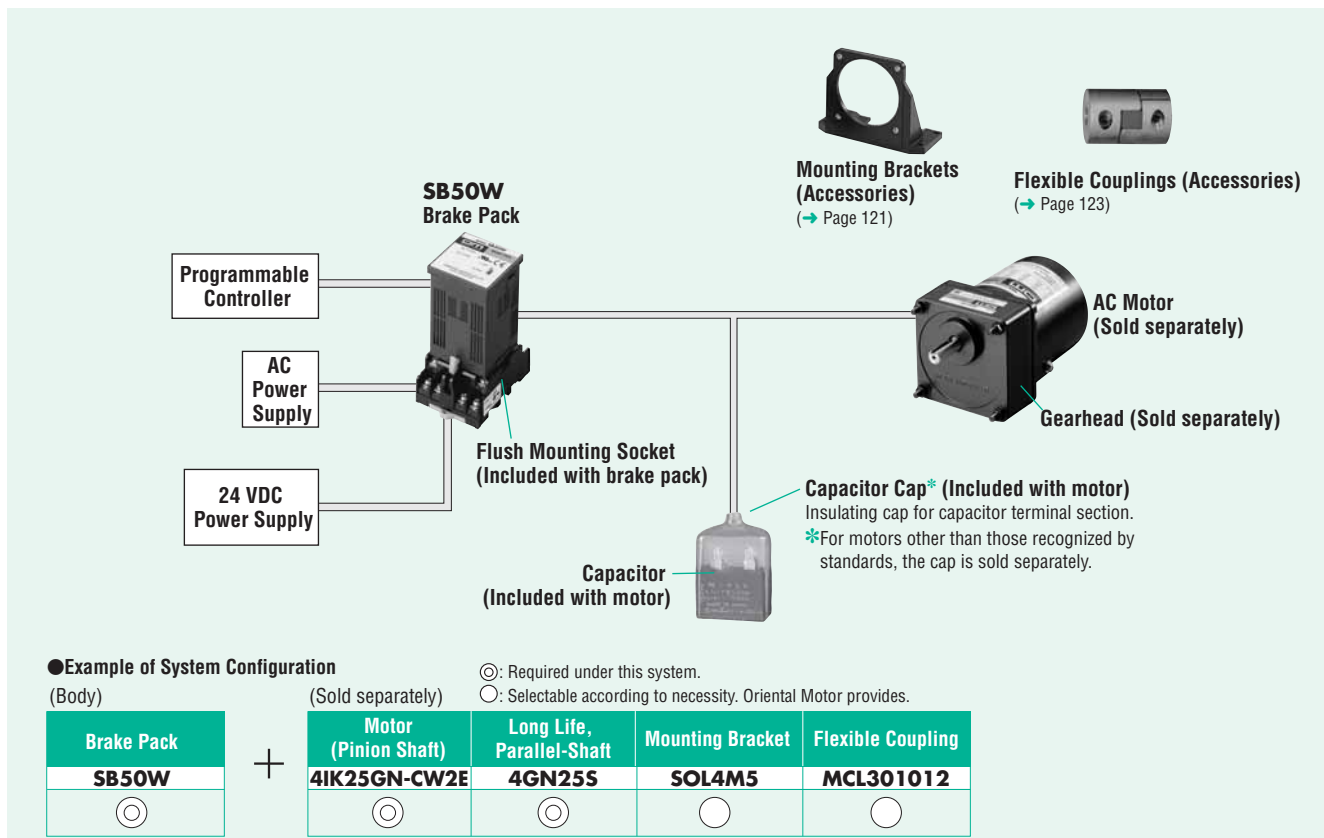 Mounting Brackets
(Accessories)
(→ Page 121)
Flexible Couplings (Accessories)
(→ Page 123)
SB50W
Brake Pack
Programmable
Controller
AC
Power
Supply
24 VDC
Power Supply
Flush Mounting Socket
(Included with brake pack)
AC Motor
(Sold separately)
Gearhead (Sold separately)
Capacitor Cap* (Included with motor)
Insulating cap for capacitor terminal section.
*For motors other than those recognized by
standards, the cap is sold separately.
Capacitor
(Included with motor)
●Example of System Configuration
◎: Required under this system.
(Body)
(Sold separately)
○: Selectable according to necessity. Oriental Motor provides.
Brake Pack
+
Motor
(Pinion Shaft)
Long Life,
Parallel-Shaft
Mounting Bracket
Flexible Coupling
SB50W
4IK25GN-CW2E
4GN25S
SOL4M5
MCL301012
◎ ◎ ◎ ○ ○